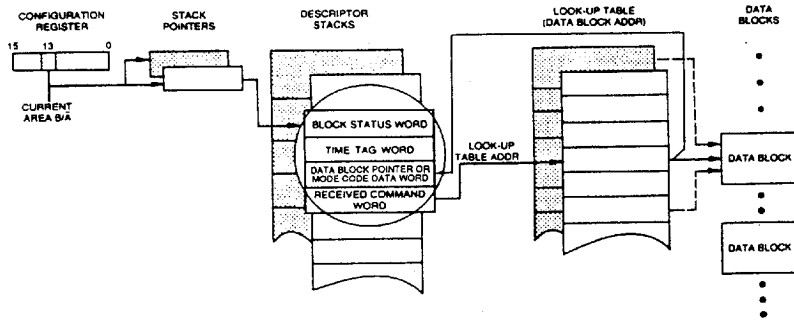 CONFIGURATION
REGISTER
15 13 0
CURRENT
AREA B/A
STACK
POINTERS
DESCRIPTOR
STACKS
BLOCK STATUS WORD
TIME TAG WORD
DATA BLOCK POINTER OR
MODE CODE DATA WORD
RECEIVED COMMAND
WORD
LOOK-UP
TABLE ADDR
LOOK-UP TABLE
(DATA BLOCK ADDR)
DATA
BLOCKS
DATA BLOCK
DATA BLOCK